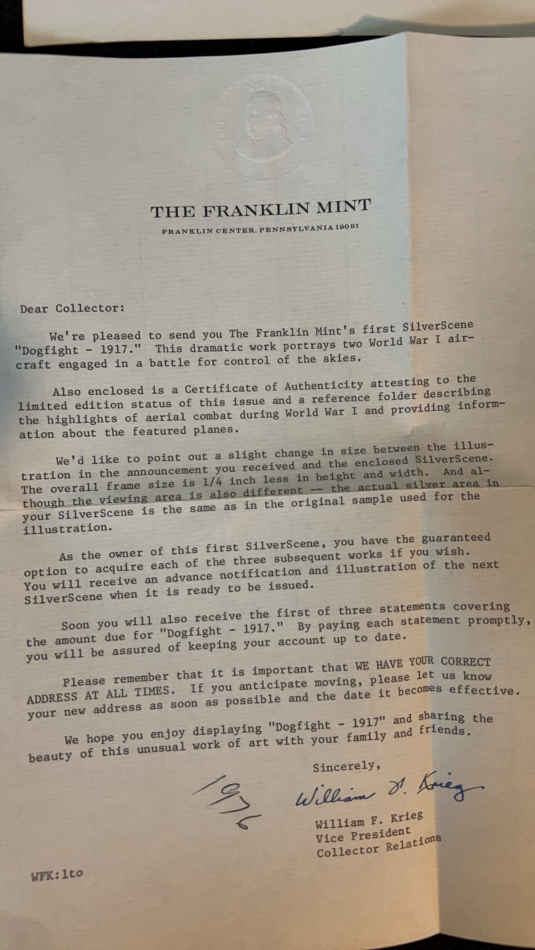 THE FRANKLIN MINT
FRANKLIN CENTER, PENNSYLVANIA 19091
Dear Collector:
We're pleased to send you The Franklin Mint's first SilverScene
"Dogfight - 1917." This dramatic work portrays two World War I air-
craft engaged in a battle for control of the skies.
Also enclosed is a Certificate of Authenticity attesting to the
limited edition status of this issue and a reference folder describing
the highlights of aerial combat during World War I and providing inform-
ation about the featured planes.
We'd like to point out a slight change in size between the illus-
tration in the announcement you received and the enclosed SilverScene.
The overall frame size is 1/4 inch less in height and width. And al-
though the viewing area is also different -- the actual silver area in
your SilverScene is the same as in the original sample used for the
illustration.
As the owner of this first SilverScene, you have the guaranteed
option to acquire each of the three subsequent works if you wish.
You will receive an advance notification and illustration of the next
SilverScene when it is ready to be issued.
Soon you will also receive the first of three statements covering
the amount due for "Dogfight - 1917." By paying each statement promptly,
you will be assured of keeping your account up to date.
Please remember that it is important that WE HAVE YOUR CORRECT
ADDRESS AT ALL TIMES. If you anticipate moving, please let us know
your new address as soon as possible and the date it becomes effective.
We hope you enjoy displaying "Dogfight - 1917" and sharing the
beauty of this unusual work of art with your family and friends.
Sincerely,
1976
William F. Krieg
William F. Krieg
Vice President
Collector Relations
WFK:lto